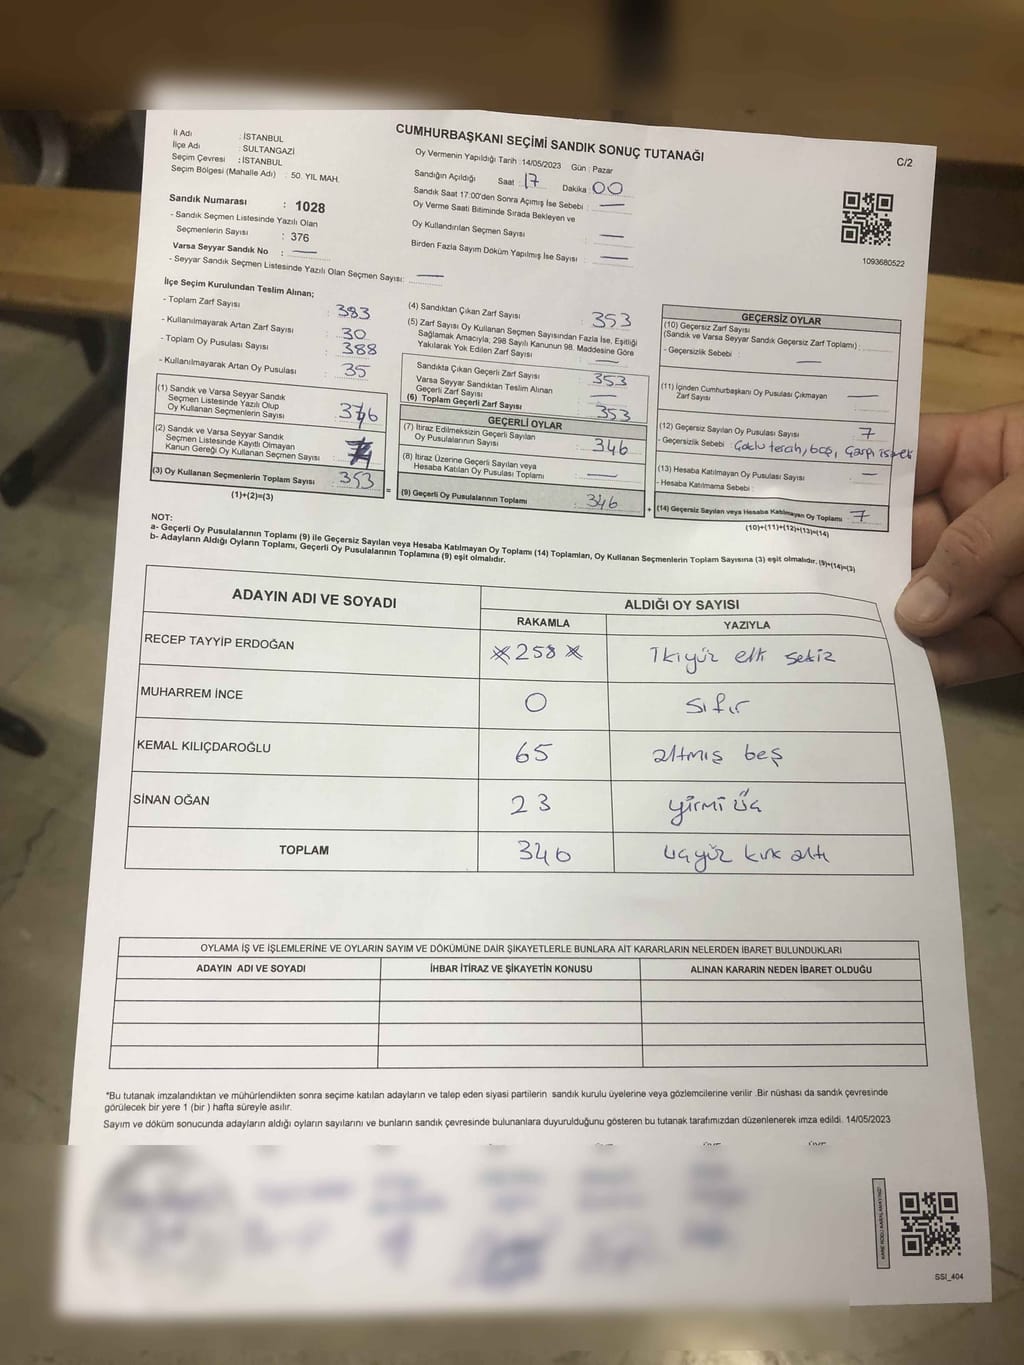 CUMHURBAŞKANI SEÇİMİ SANDIK SONUÇ TUTANAĞI
C/2
İl Adı : İSTANBUL
İlçe Adı : SULTANGAZİ
Seçim Çevresi : İSTANBUL
Seçim Bölgesi (Mahalle Adı) : 50. YIL MAH.
Sandık Numarası : 1028
- Sandık Seçmen Listesinde Yazılı Olan
Seçmenlerin Sayısı : 376
Varsa Seyyar Sandık No : —
- Seyyar Sandık Seçmen Listesinde Yazılı Olan Seçmen Sayısı: —
Oy Vermenin Yapıldığı Tarih : 14/05/2023 Gün : Pazar
Sandığın Açıldığı Saat : 17 Dakika : 00
Sandık Saat 17:00'den Sonra Açımış İse Sebebi : —
Oy Verme Saati Bitiminde Sırada Bekleyen ve
Oy Kullandırılan Seçmen Sayısı : —
Birden Fazla Sayım Döküm Yapılmış İse Sayısı : —
1093680522
İlçe Seçim Kurulundan Teslim Alınan;
- Toplam Zarf Sayısı : 383
- Kullanılmayarak Artan Zarf Sayısı : 30
- Toplam Oy Pusulası Sayısı : 388
- Kullanılmayarak Artan Oy Pusulası : 35
(1) Sandık ve Varsa Seyyar Sandık
Seçmen Listesinde Yazılı Olup
Oy Kullanan Seçmenlerin Sayısı
(2) Sandık ve Varsa Seyyar Sandık
Seçmen Listesinde Kayıtlı Olmayan
Kanun Gereği Oy Kullanan Seçmen Sayısı
(3) Oy Kullanan Seçmenlerin Toplam Sayısı : 353
(1)+(2)=(3)
(4) Sandıktan Çıkan Zarf Sayısı : 353
(5) Zarf Sayısı Oy Kullanan Seçmen Sayısından Fazla İse, Eşitliği
Sağlamak Amacıyla, 298 Sayılı Kanunun 98. Maddesine Göre
Yakılarak Yok Edilen Zarf Sayısı : —
Sandıkta Çıkan Geçerli Zarf Sayısı : 353
Varsa Seyyar Sandıktan Teslim Alınan
Geçerli Zarf Sayısı : —
(6) Toplam Geçerli Zarf Sayısı : 353
GEÇERLİ OYLAR
(7) İtiraz Edilmeksizin Geçerli Sayılan
Oy Pusulalarının Sayısı : 346
(8) İtiraz Üzerine Geçerli Sayılan veya
Hesaba Katılan Oy Pusulası Toplamı : —
(9) Geçerli Oy Pusulalarının Toplamı : 346
GEÇERSİZ OYLAR
(10) Geçersiz Zarf Sayısı
(Sandık ve Varsa Seyyar Sandık Geçersiz Zarf Toplamı) :
- Geçersizlik Sebebi : —
(11) İçinden Cumhurbaşkanı Oy Pusulası Çıkmayan
Zarf Sayısı : —
(12) Geçersiz Sayılan Oy Pusulası Sayısı : 7
- Geçersizlik Sebebi : Çoklu tercih, boş, Çarpı
(13) Hesaba Katılmayan Oy Pusulası Sayısı : —
- Hesaba Katılmama Sebebi :
(14) Geçersiz Sayılan veya Hesaba Katılmayan Oy Toplamı : 7
(10)+(11)+(12)+(13)=(14)
NOT:
a- Geçerli Oy Pusulalarının Toplamı (9) ile Geçersiz Sayılan veya Hesaba Katılmayan Oy Toplamı (14) Toplamları, Oy Kullanan Seçmenlerin Toplam Sayısına (3) eşit olmalıdır. (9)+(14)=(3)
b- Adayların Aldığı Oyların Toplamı, Geçerli Oy Pusulalarının Toplamına (9) eşit olmalıdır.
ADAYIN ADI VE SOYADI
ALDIĞI OY SAYISI
RAKAMLA YAZIYLA
RECEP TAYYİP ERDOĞAN 258 İkiyüz elli sekiz
MUHARREM İNCE 0 sıfır
KEMAL KILIÇDAROĞLU 65 altmış beş
SİNAN OĞAN 23 yirmi üç
TOPLAM 346 üçyüz kırk altı
OYLAMA İŞ VE İŞLEMLERİNE VE OYLARIN SAYIM VE DÖKÜMÜNE DAİR ŞİKAYETLERLE BUNLARA AİT KARARLARIN NELERDEN İBARET BULUNDUKLARI
ADAYIN ADI VE SOYADI İHBAR İTİRAZ VE ŞİKAYETİN KONUSU ALINAN KARARIN NEDEN İBARET OLDUĞU
*Bu tutanak imzalandıktan ve mühürlendikten sonra seçime katılan adayların ve talep eden siyasi partilerin sandık kurulu üyelerine veya gözlemcilerine verilir. Bir nüshası da sandık çevresinde
görülecek bir yere 1 (bir ) hafta süreyle asılır.
Sayım ve döküm sonucunda adayların aldığı oyların sayılarını ve bunların sandık çevresinde bulunanlara duyurulduğunu gösteren bu tutanak tarafımızdan düzenlenerek imza edildi. 14/05/2023
SSI_404